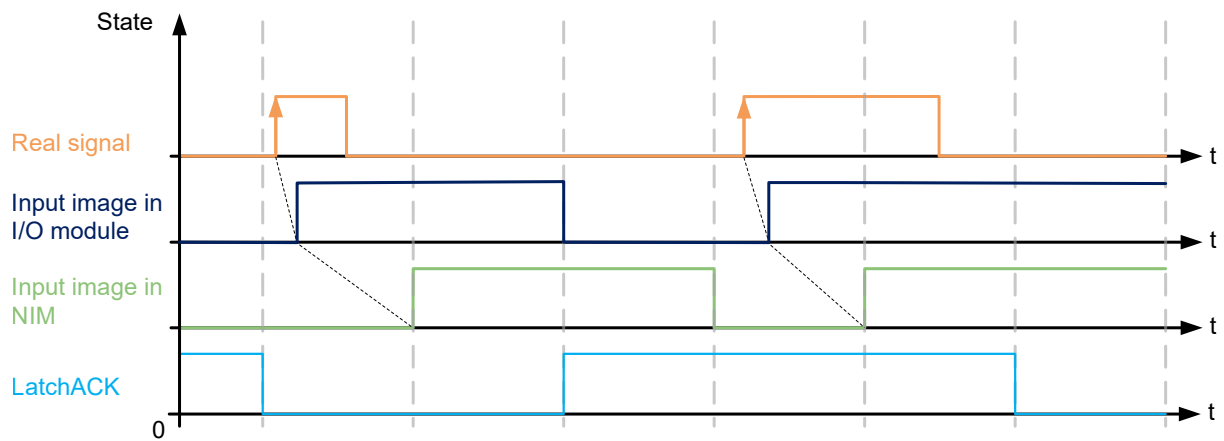 State
Real signal
t
Input image in
I/O module
t
Input image in
NIM
t
LatchACK
t
0